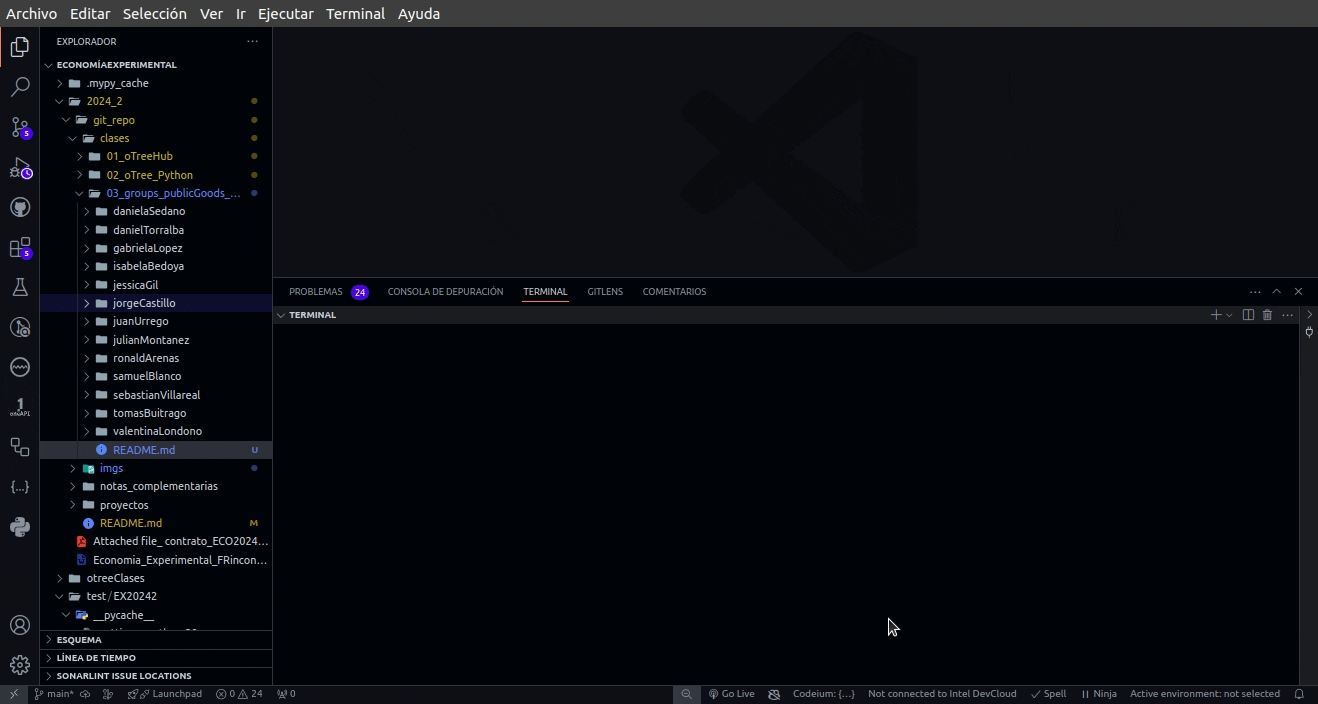 Archivo Editar Selección Ver Ir Ejecutar Terminal Ayuda
EXPLORADOR
ECONOMÍAEXPERIMENTAL
.mypy_cache
2024_2
git_repo
clases
01_oTreeHub
02_oTree_Python
03_groups_publicGoods_...
danielaSedano
danielTorralba
gabrielaLopez
isabelaBedoya
jessicaGil
jorgeCastillo
juanUrrego
julianMontanez
ronaldArenas
samuelBlanco
sebastianVillareal
tomasBuitrago
valentinaLondono
README.md U
imgs
notas_complementarias
proyectos
README.md M
Attached file_ contrato_ECO2024...
Economia_Experimental_FRincon...
otreeClases
test / EX20242
__pycache__
ESQUEMA
LÍNEA DE TIEMPO
SONARLINT ISSUE LOCATIONS
5
5
1
oneAPI
{...}
PROBLEMAS 24 CONSOLA DE DEPURACIÓN TERMINAL GITLENS COMENTARIOS
TERMINAL
main* Launchpad 0 24 0 Go Live Codeium: {...} Not connected to Intel DevCloud Spell Ninja Active environment: not selected